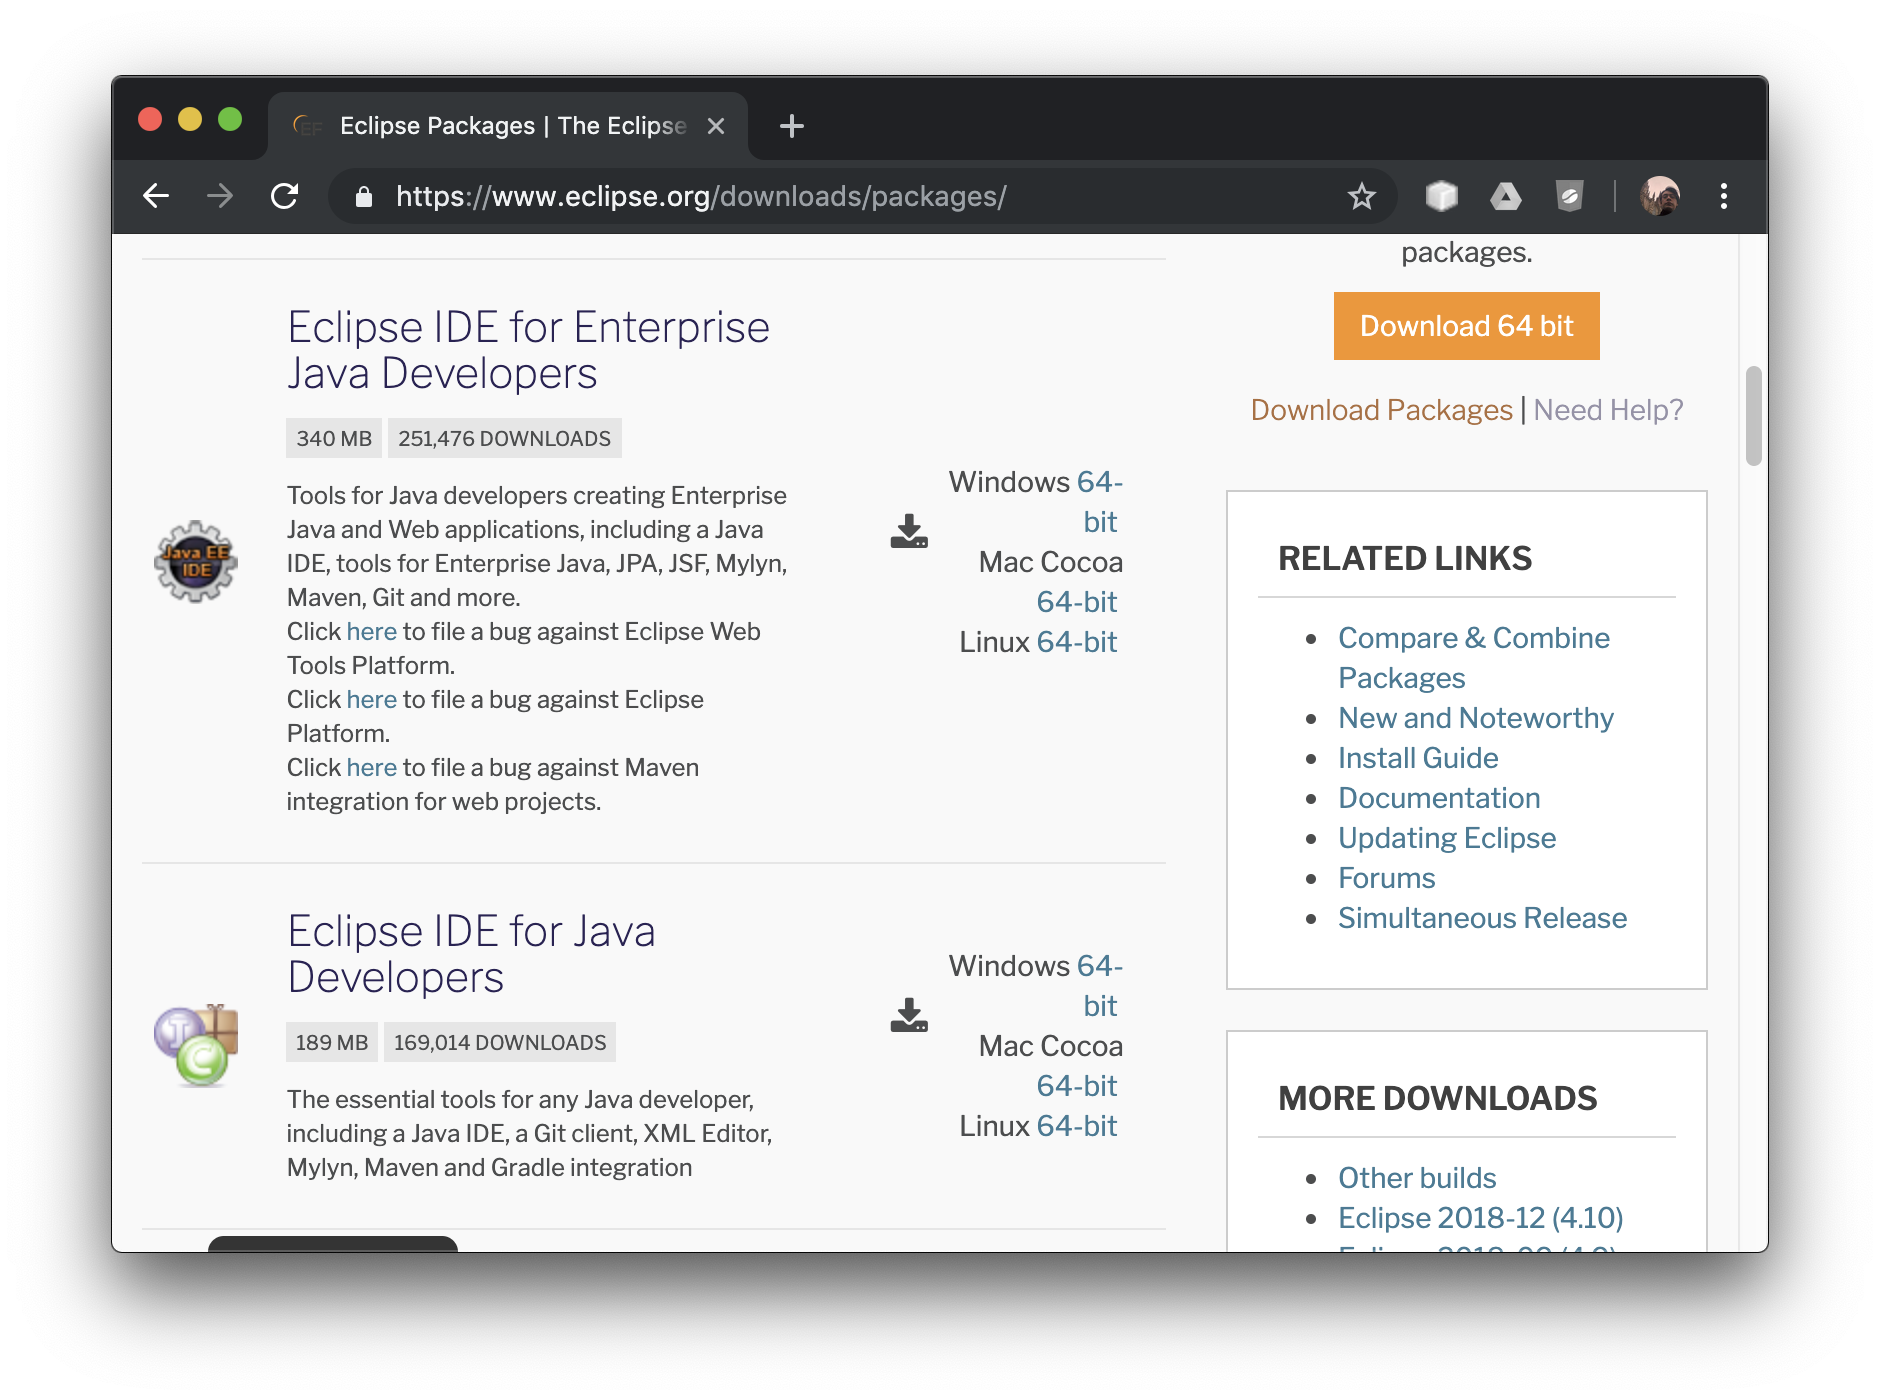 Eclipse Packages | The Eclipse
https://www.eclipse.org/downloads/packages/
Eclipse IDE for Enterprise
Java Developers
340 MB 251,476 DOWNLOADS
Java EE
IDE
Tools for Java developers creating Enterprise
Java and Web applications, including a Java
IDE, tools for Enterprise Java, JPA, JSF, Mylyn,
Maven, Git and more.
Click here to file a bug against Eclipse Web
Tools Platform.
Click here to file a bug against Eclipse
Platform.
Click here to file a bug against Maven
integration for web projects.
Windows 64-
bit
Mac Cocoa
64-bit
Linux 64-bit
Eclipse IDE for Java
Developers
189 MB 169,014 DOWNLOADS
J
C
The essential tools for any Java developer,
including a Java IDE, a Git client, XML Editor,
Mylyn, Maven and Gradle integration
Windows 64-
bit
Mac Cocoa
64-bit
Linux 64-bit
packages.
Download 64 bit
Download Packages | Need Help?
RELATED LINKS
Compare & Combine
Packages
New and Noteworthy
Install Guide
Documentation
Updating Eclipse
Forums
Simultaneous Release
MORE DOWNLOADS
Other builds
Eclipse 2018-12 (4.10)